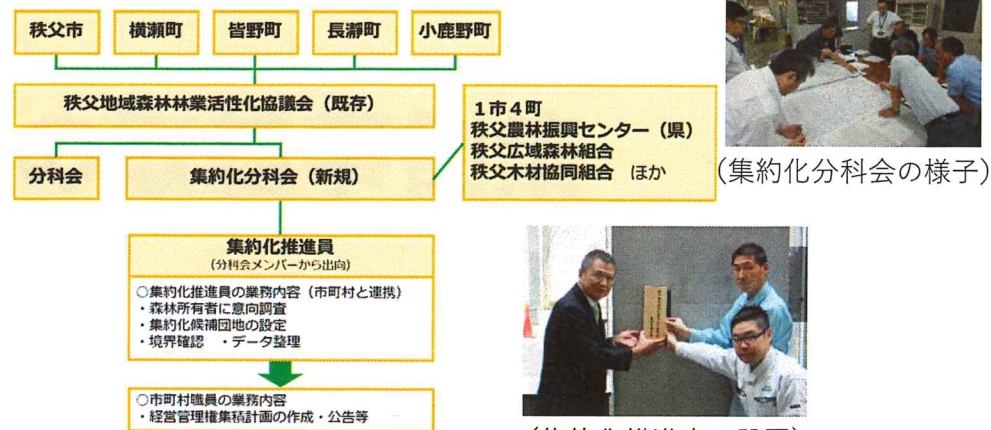 秩父市
横瀬町
皆野町
長瀞町
小鹿野町
秩父地域森林林業活性化協議会(既存)
分科会
集約化分科会(新規)
1市4町
秩父農林振興センター(県)
秩父広域森林組合
秩父木材協同組合 ほか
(集約化分科会の様子)
集約化推進員
(分科会メンバーから出向)
○集約化推進員の業務内容(市町村と連携)
・森林所有者に意向調査
・集約化候補団地の設定
・境界確認 ・データ整理
○市町村職員の業務内容
・経営管理権集積計画の作成・公告等